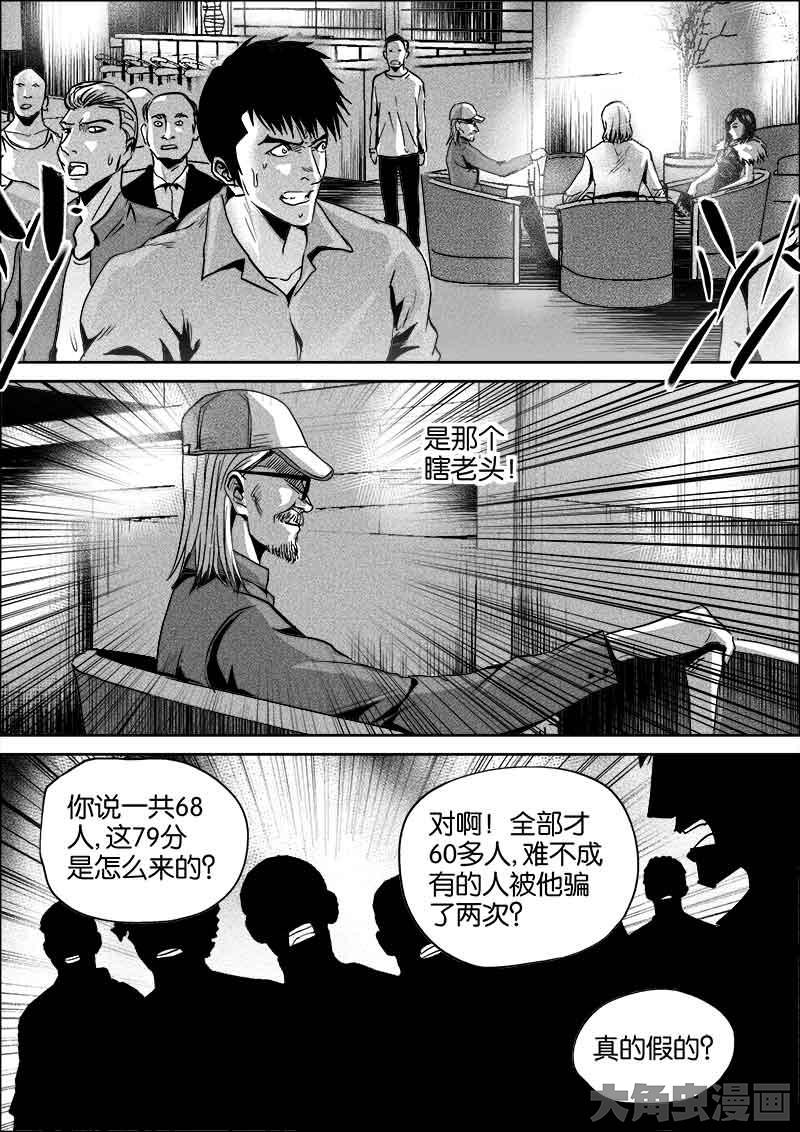 是那个
瞎老头!
你说一共68
人,这79分
是怎么来的?
对啊!全部才
60多人,难不成
有的人被他骗
了两次?
真的假的?
大角虫漫画